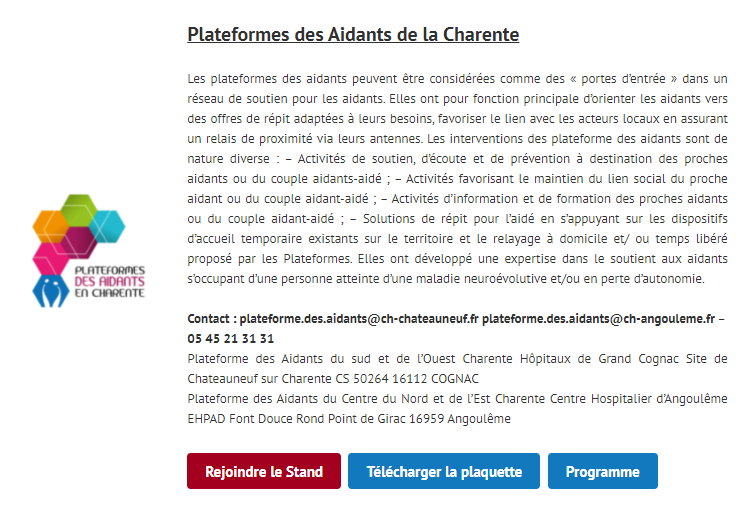 Plateformes des Aidants de la Charente
Les plateformes des aidants peuvent être considérées comme des « portes d’entrée » dans un
réseau de soutien pour les aidants. Elles ont pour fonction principale d’orienter les aidants vers
des offres de répit adaptées à leurs besoins, favoriser le lien avec les acteurs locaux en assurant
un relais de proximité via leurs antennes. Les interventions des plateforme des aidants sont de
nature diverse : – Activités de soutien, d’écoute et de prévention à destination des proches
aidants ou du couple aidants-aidé ; – Activités favorisant le maintien du lien social du proche
aidant ou du couple aidant-aidé ; – Activités d’information et de formation des proches aidants
ou du couple aidant-aidé ; – Solutions de répit pour l’aidé en s’appuyant sur les dispositifs
d’accueil temporaire existants sur le territoire et le relayage à domicile et/ ou temps libéré
proposé par les Plateformes. Elles ont développé une expertise dans le soutient aux aidants
s’occupant d’une personne atteinte d’une maladie neuroévolutive et/ou en perte d’autonomie.
PLATEFORMES
DES AIDANTS
EN CHARENTE
Contact : plateforme.des.aidants@ch-chateauneuf.fr plateforme.des.aidants@ch-angouleme.fr –
05 45 21 31 31
Plateforme des Aidants du sud et de l’Ouest Charente Hôpitaux de Grand Cognac Site de
Chateauneuf sur Charente CS 50264 16112 COGNAC
Plateforme des Aidants du Centre du Nord et de l’Est Charente Centre Hospitalier d’Angoulême
EHPAD Font Douce Rond Point de Girac 16959 Angoulême
Rejoindre le Stand
Télécharger la plaquette
Programme